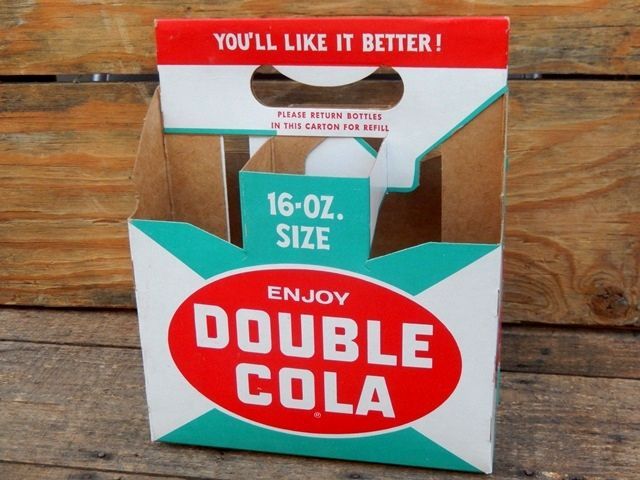 YOU'LL LIKE IT BETTER!
PLEASE RETURN BOTTLES
IN THIS CARTON FOR REFILL
16-OZ.
SIZE
ENJOY
DOUBLE
COLA
®